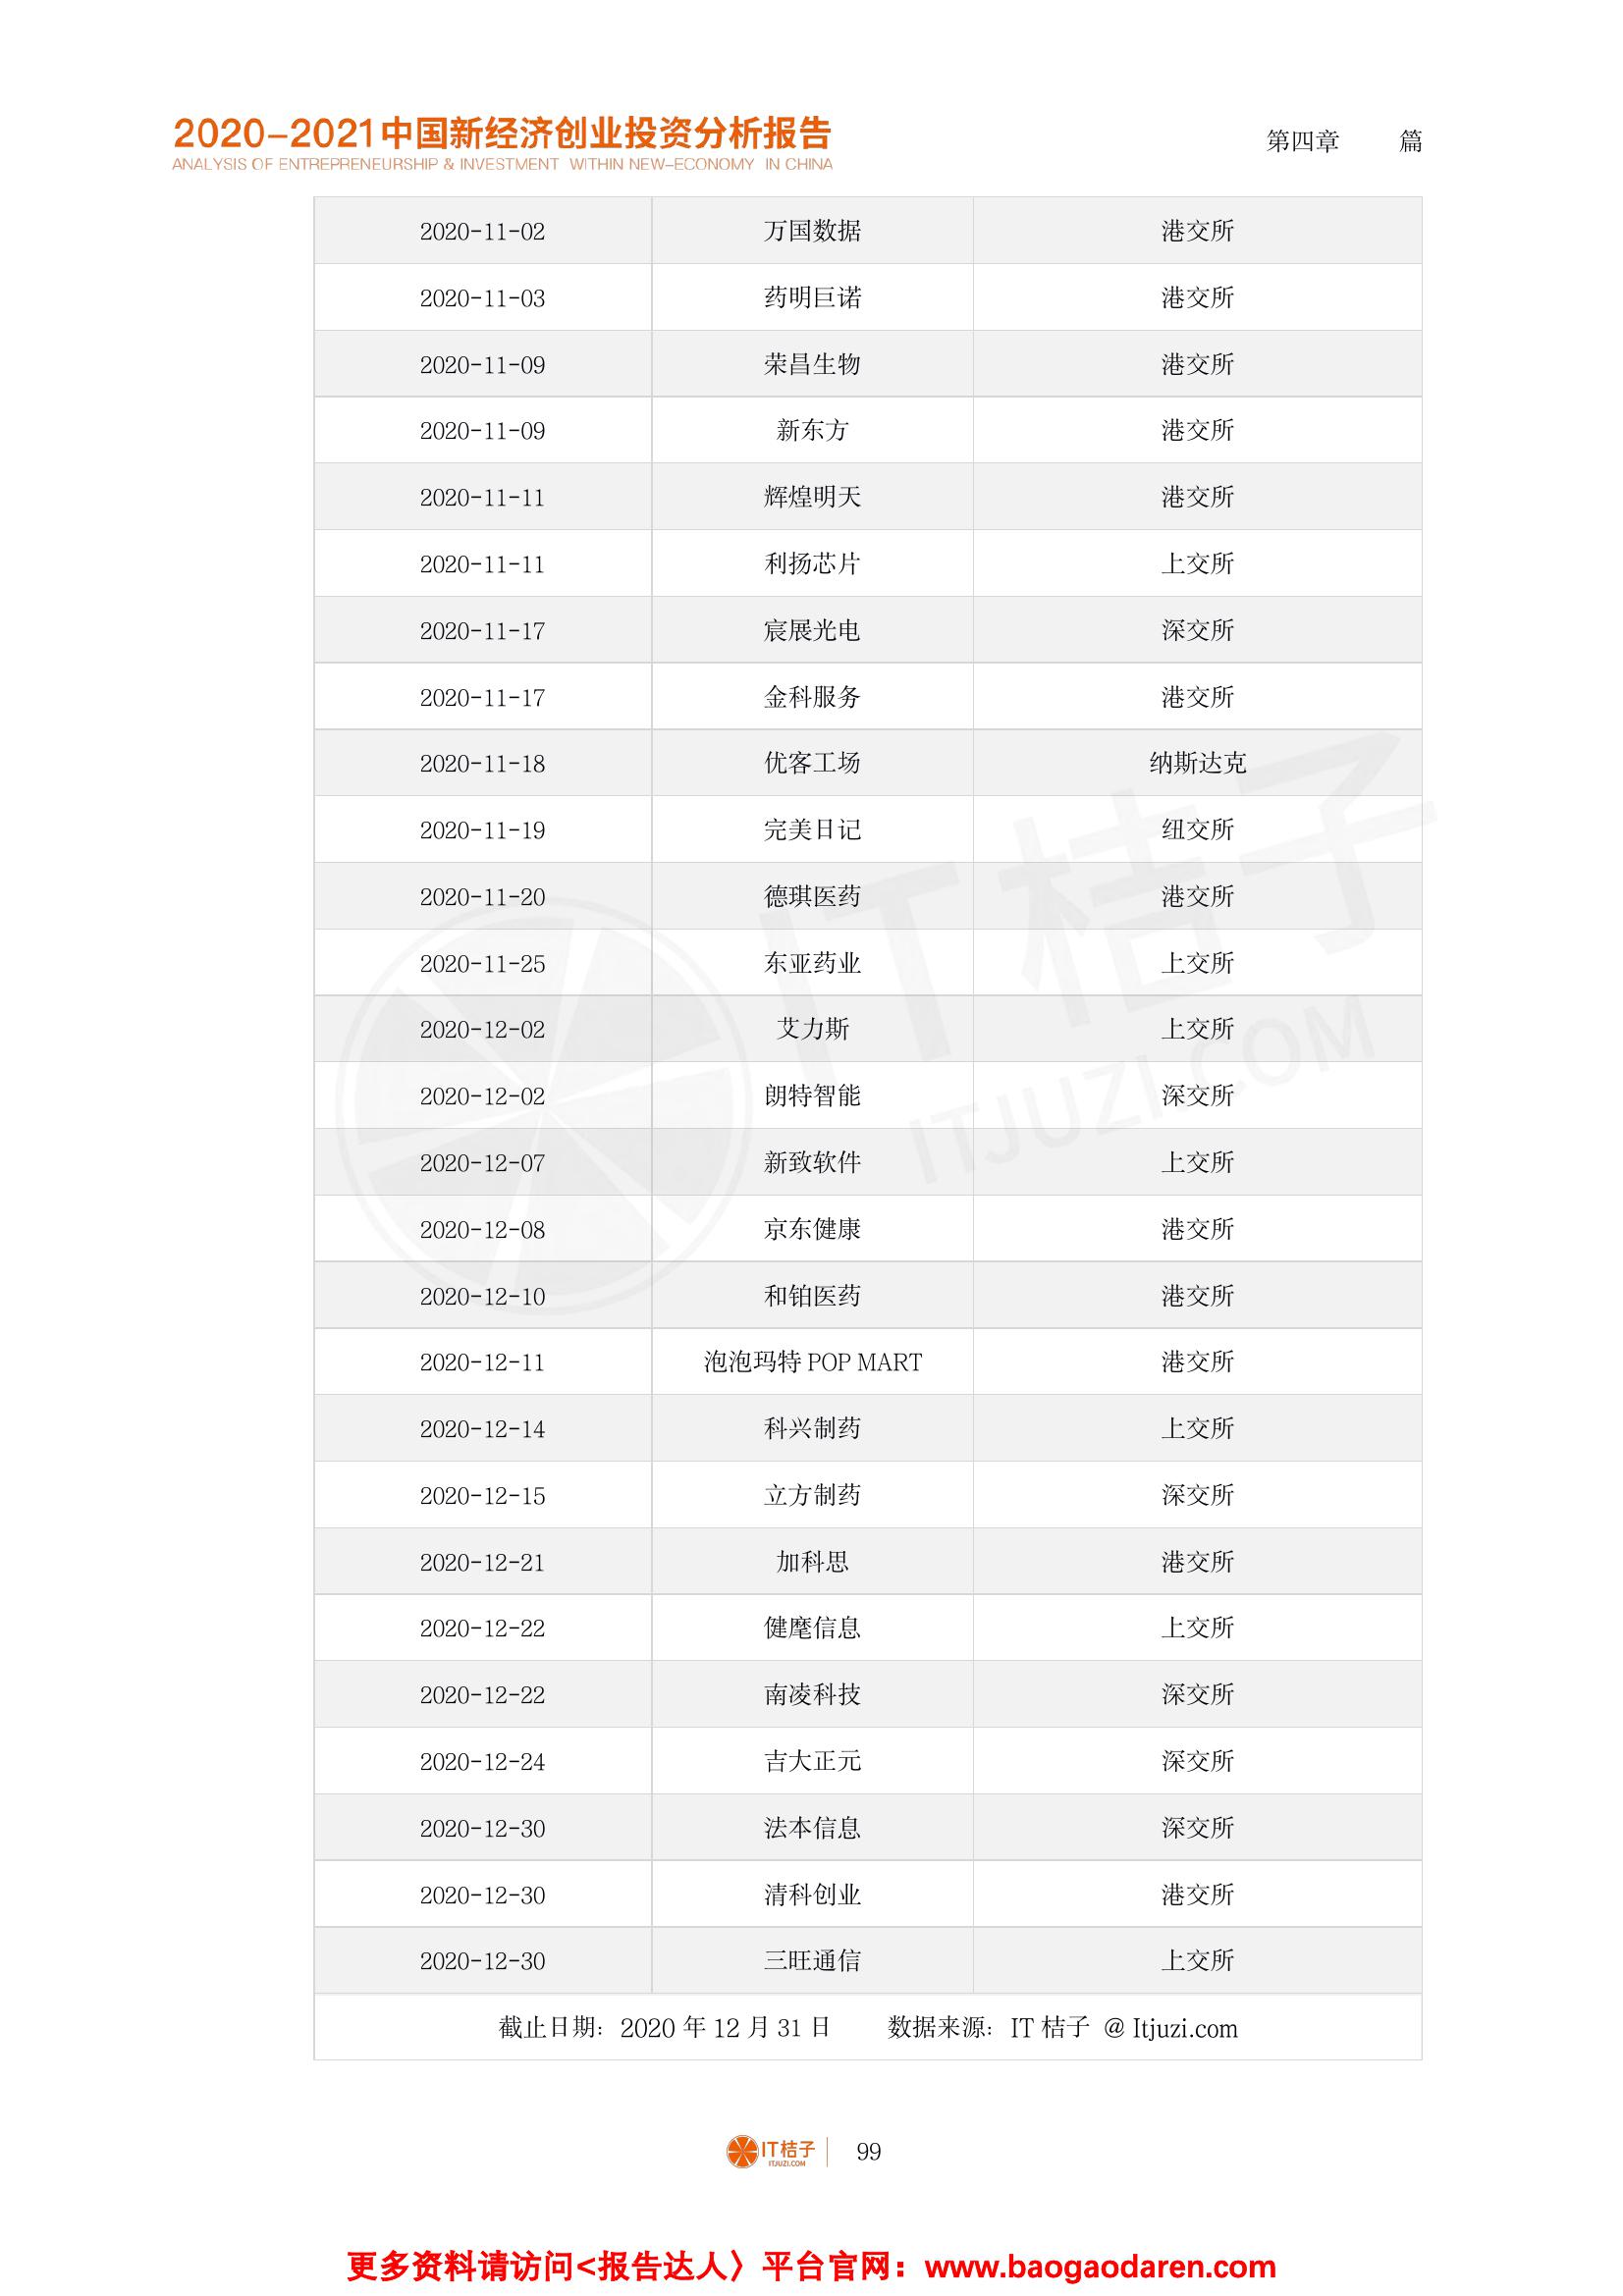 2020-2021中国新经济创业投资分析报告
ANALYSIS OF ENTREPRENEURSHIP & INVESTMENT WITHIN NEW-ECONOMY IN CHINA
第四章 篇
2020-11-02 万国数据 港交所
2020-11-03 药明巨诺 港交所
2020-11-09 荣昌生物 港交所
2020-11-09 新东方 港交所
2020-11-11 辉煌明天 港交所
2020-11-11 利扬芯片 上交所
2020-11-17 宸展光电 深交所
2020-11-17 金科服务 港交所
2020-11-18 优客工场 纳斯达克
2020-11-19 完美日记 纽交所
2020-11-20 德琪医药 港交所
2020-11-25 东亚药业 上交所
2020-12-02 艾力斯 上交所
2020-12-02 朗特智能 深交所
2020-12-07 新致软件 上交所
2020-12-08 京东健康 港交所
2020-12-10 和铂医药 港交所
2020-12-11 泡泡玛特 POP MART 港交所
2020-12-14 科兴制药 上交所
2020-12-15 立方制药 深交所
2020-12-21 加科思 港交所
2020-12-22 健麾信息 上交所
2020-12-22 南凌科技 深交所
2020-12-24 吉大正元 深交所
2020-12-30 法本信息 深交所
2020-12-30 清科创业 港交所
2020-12-30 三旺通信 上交所
截止日期：2020 年 12 月 31 日 数据来源：IT 桔子 @ Itjuzi.com
IT桔子
ITJUZI.COM
IT桔子
ITJUZI.COM
99
更多资料请访问<报告达人〉平台官网：www.baogaodaren.com